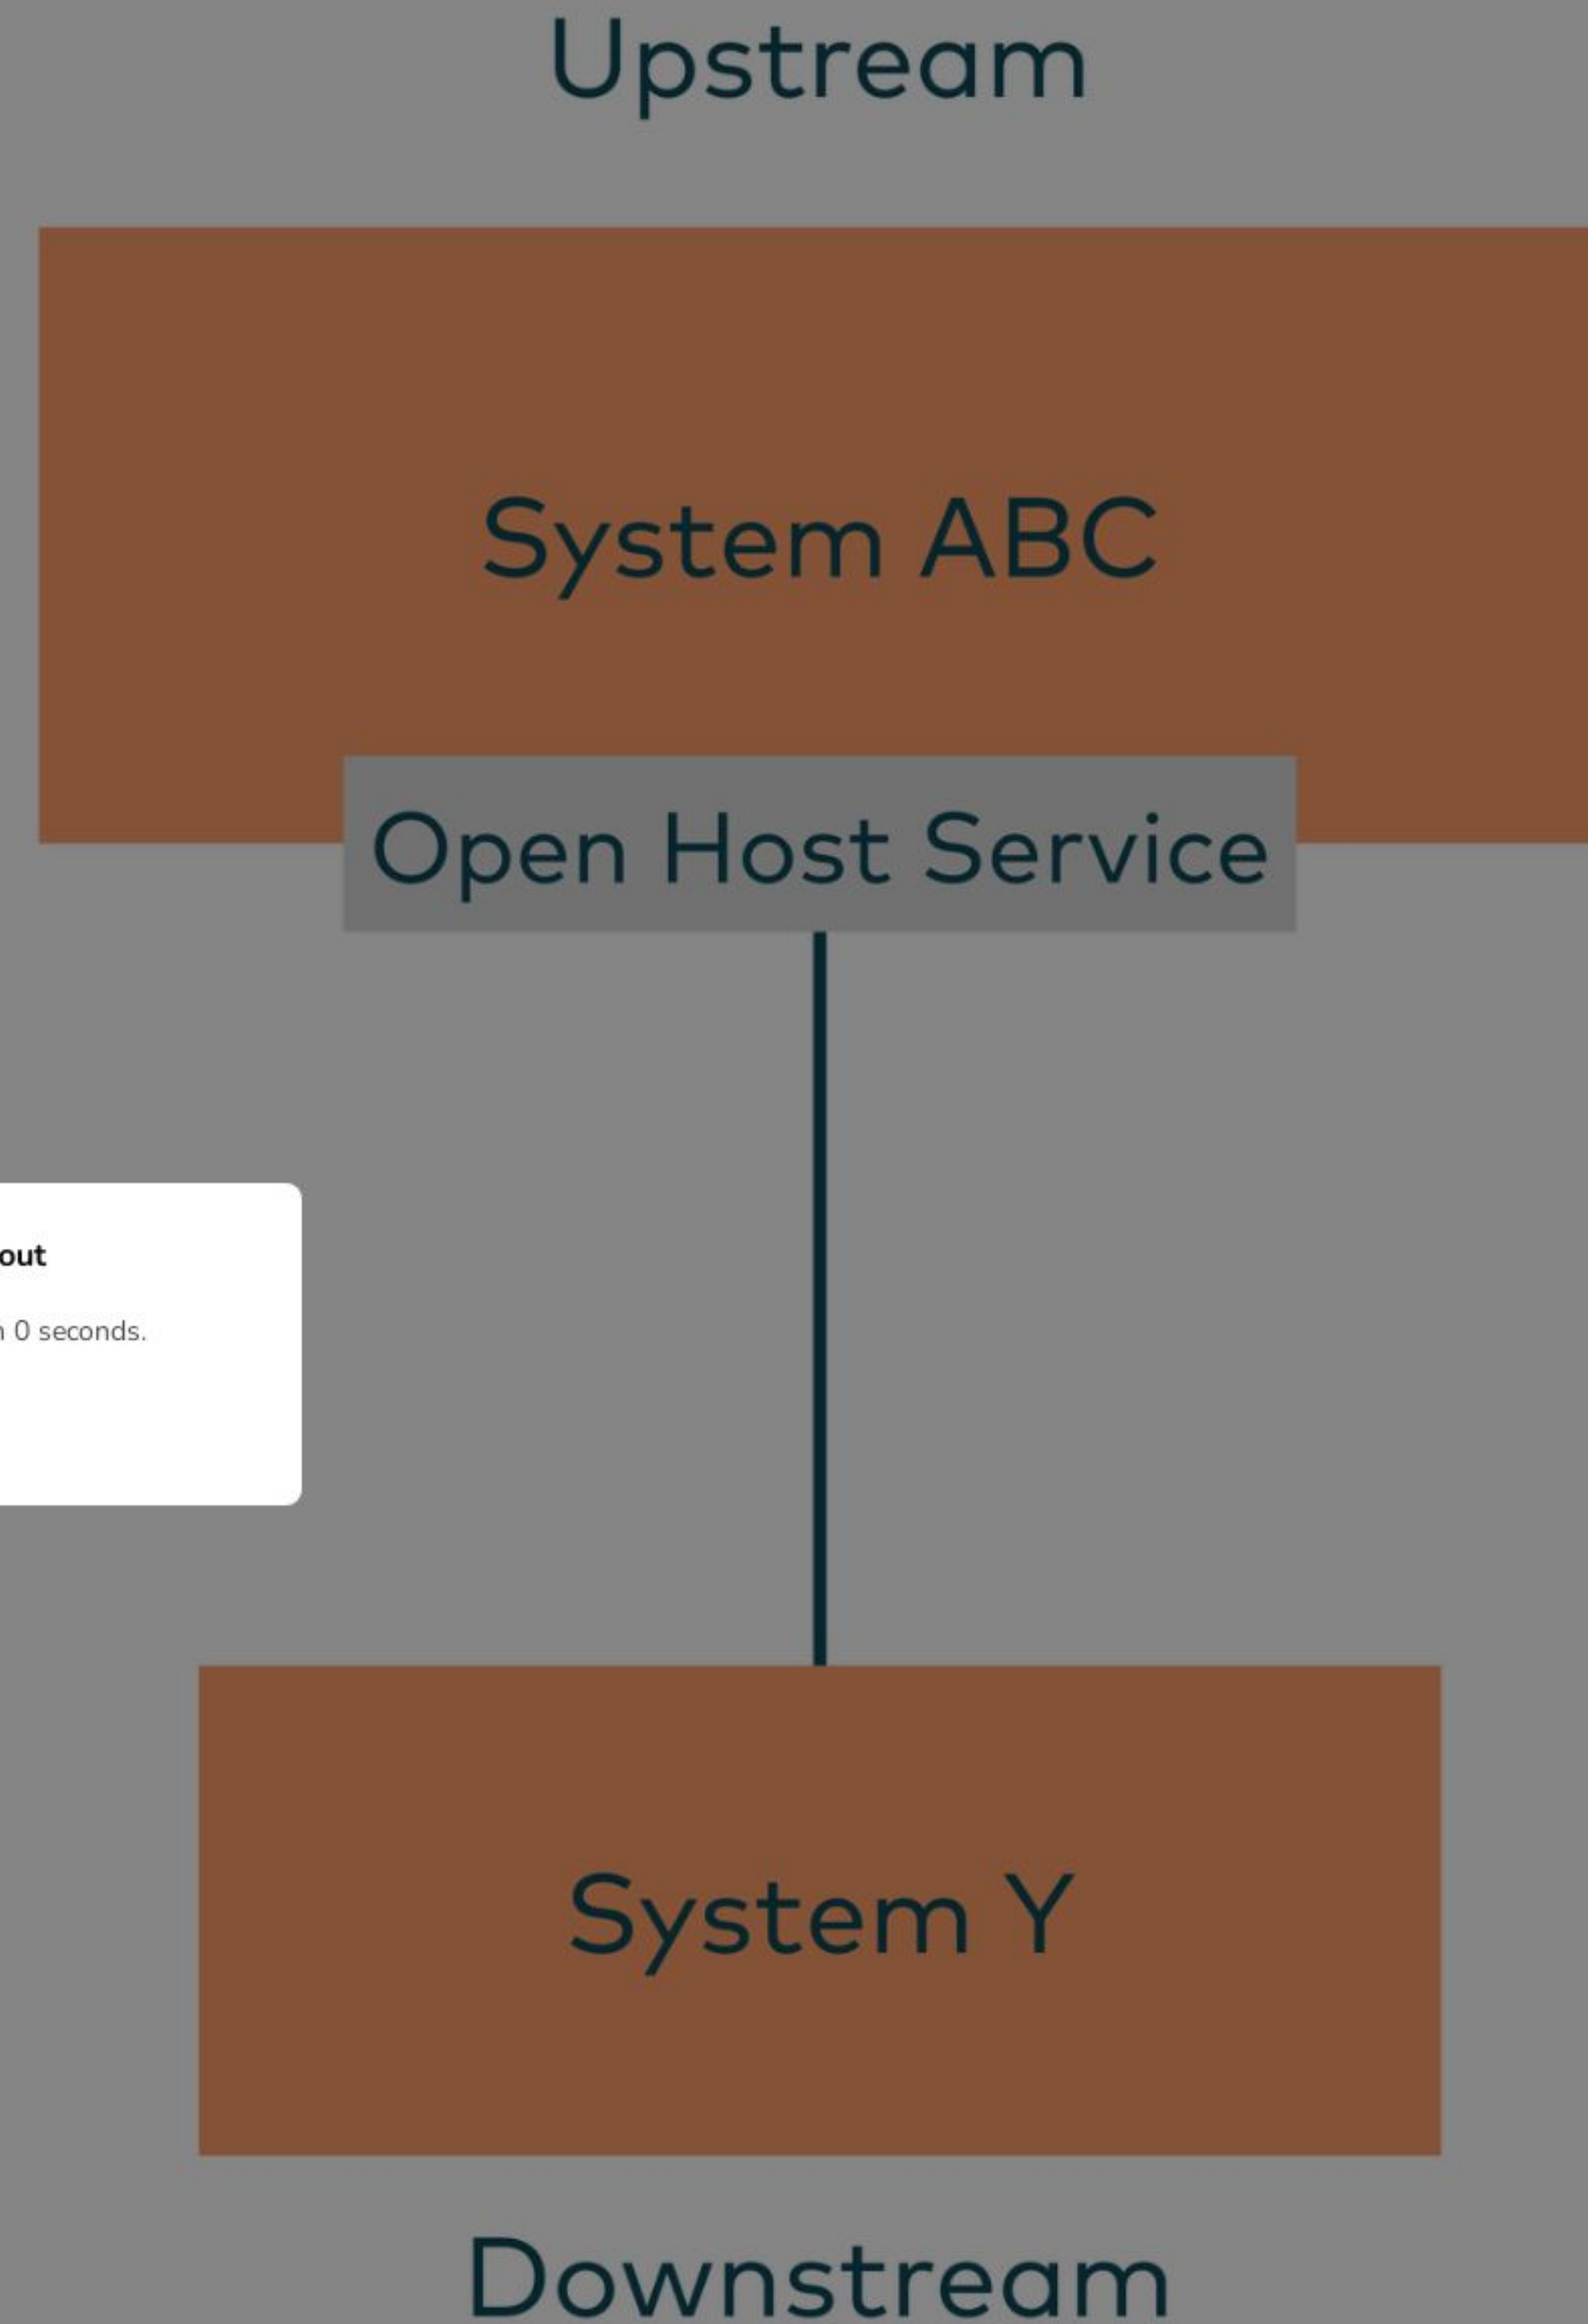 Upstream
System ABC
Open Host Service
out
0 seconds.
System Y
Downstream